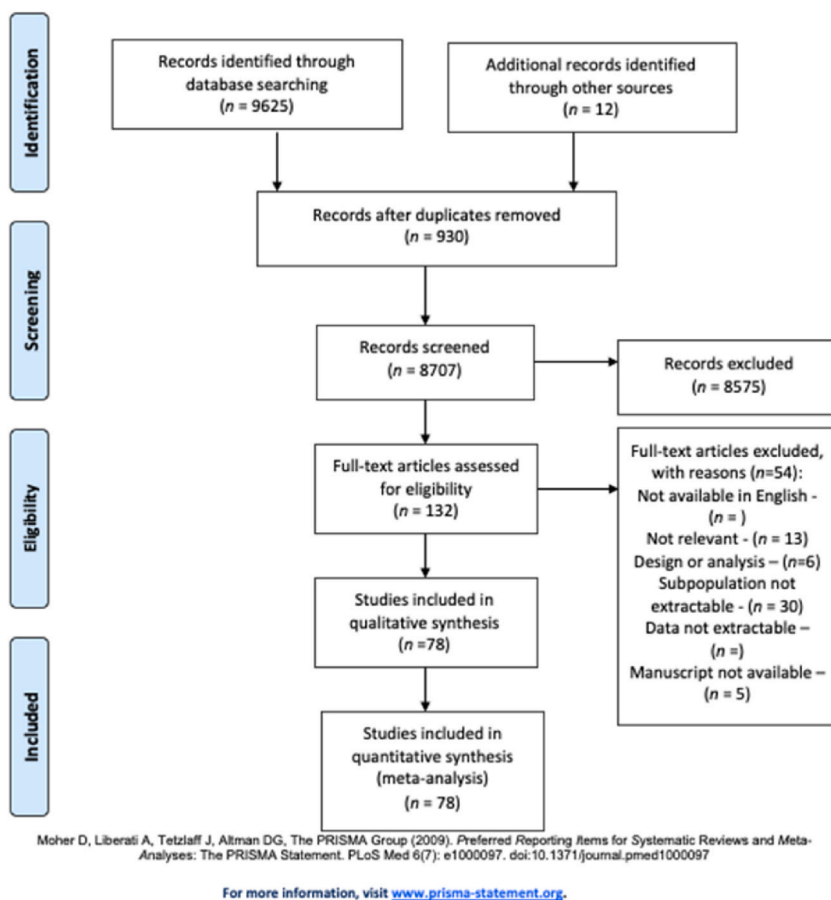 Identification
Records identified through
database searching
(n = 9625)
Additional records identified
through other sources
(n = 12)
Records after duplicates removed
(n = 930)
Screening
Records screened
(n = 8707)
Records excluded
(n = 8575)
Eligibility
Full-text articles assessed
for eligibility
(n = 132)
Full-text articles excluded,
with reasons (n=54):
Not available in English -
(n = )
Not relevant - (n = 13)
Design or analysis – (n=6)
Subpopulation not
extractable - (n = 30)
Data not extractable –
(n =)
Manuscript not available –
(n = 5)
Studies included in
qualitative synthesis
(n =78)
Included
Studies included in
quantitative synthesis
(meta-analysis)
(n = 78)
Moher D, Liberati A, Tetzlaff J, Altman DG, The PRISMA Group (2009). Preferred Reporting Items for Systematic Reviews and Meta-
Analyses: The PRISMA Statement. PLoS Med 6(7): e1000097. doi:10.1371/journal.pmed1000097
For more information, visit www.prisma-statement.org.